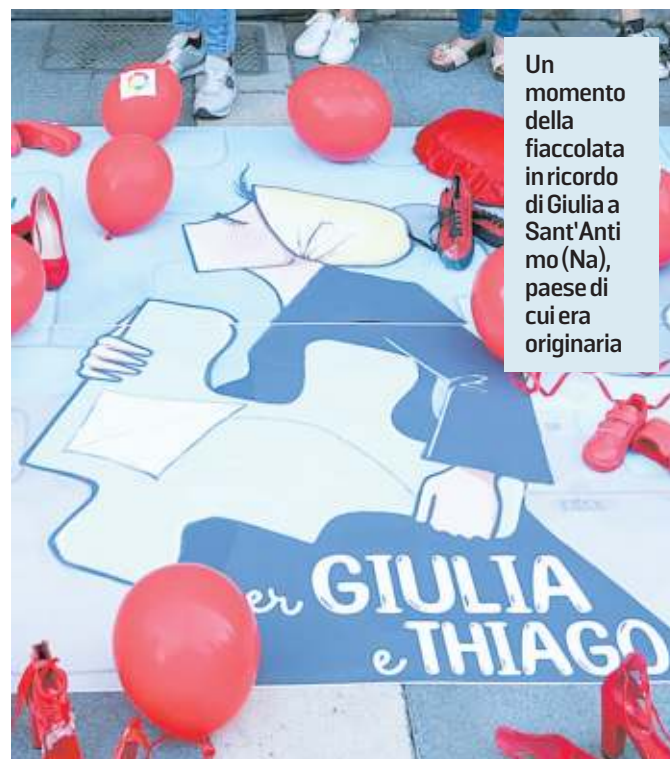 Un
momento
della
fiaccolata
in ricordo
di Giulia a
Sant'Anti
mo (Na),
paese di
cui era
originaria
er GIULIA
e THIAGO